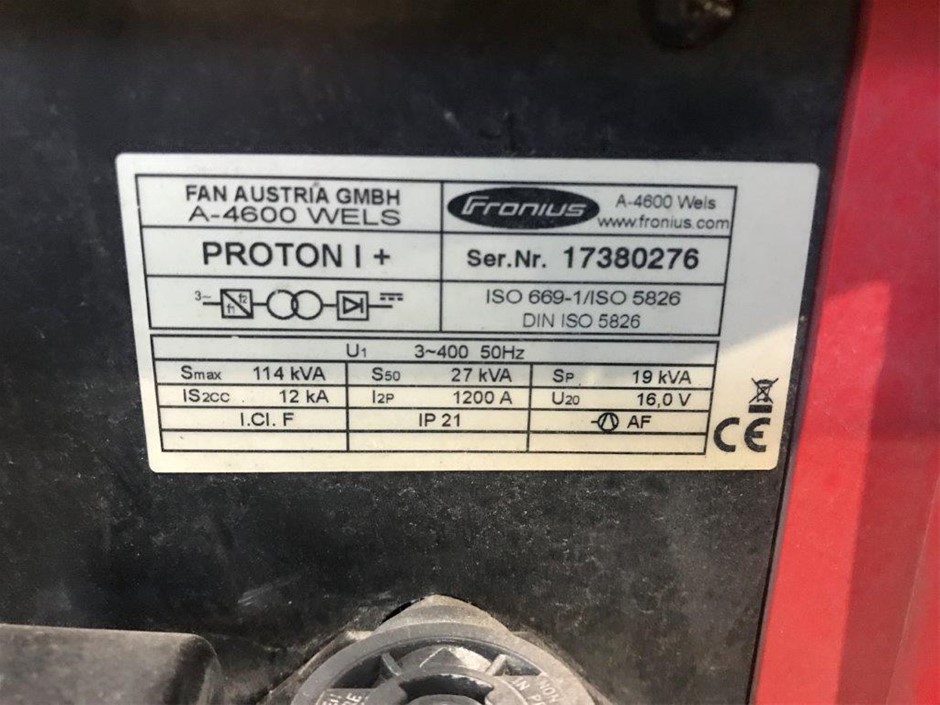 FAN AUSTRIA GMBH
A-4600 WELS
Fronius
A-4600 Wels
www.fronius.com
PROTON I +
Ser.Nr. 17380276
3~ f1 f2
ISO 669-1/ISO 5826
DIN ISO 5826
U1 3~400 50Hz
Smax 114 kVA S50 27 kVA SP 19 kVA
IS2CC 12 kA I2P 1200 A U20 16,0 V
I.Cl. F IP 21 AF
CE